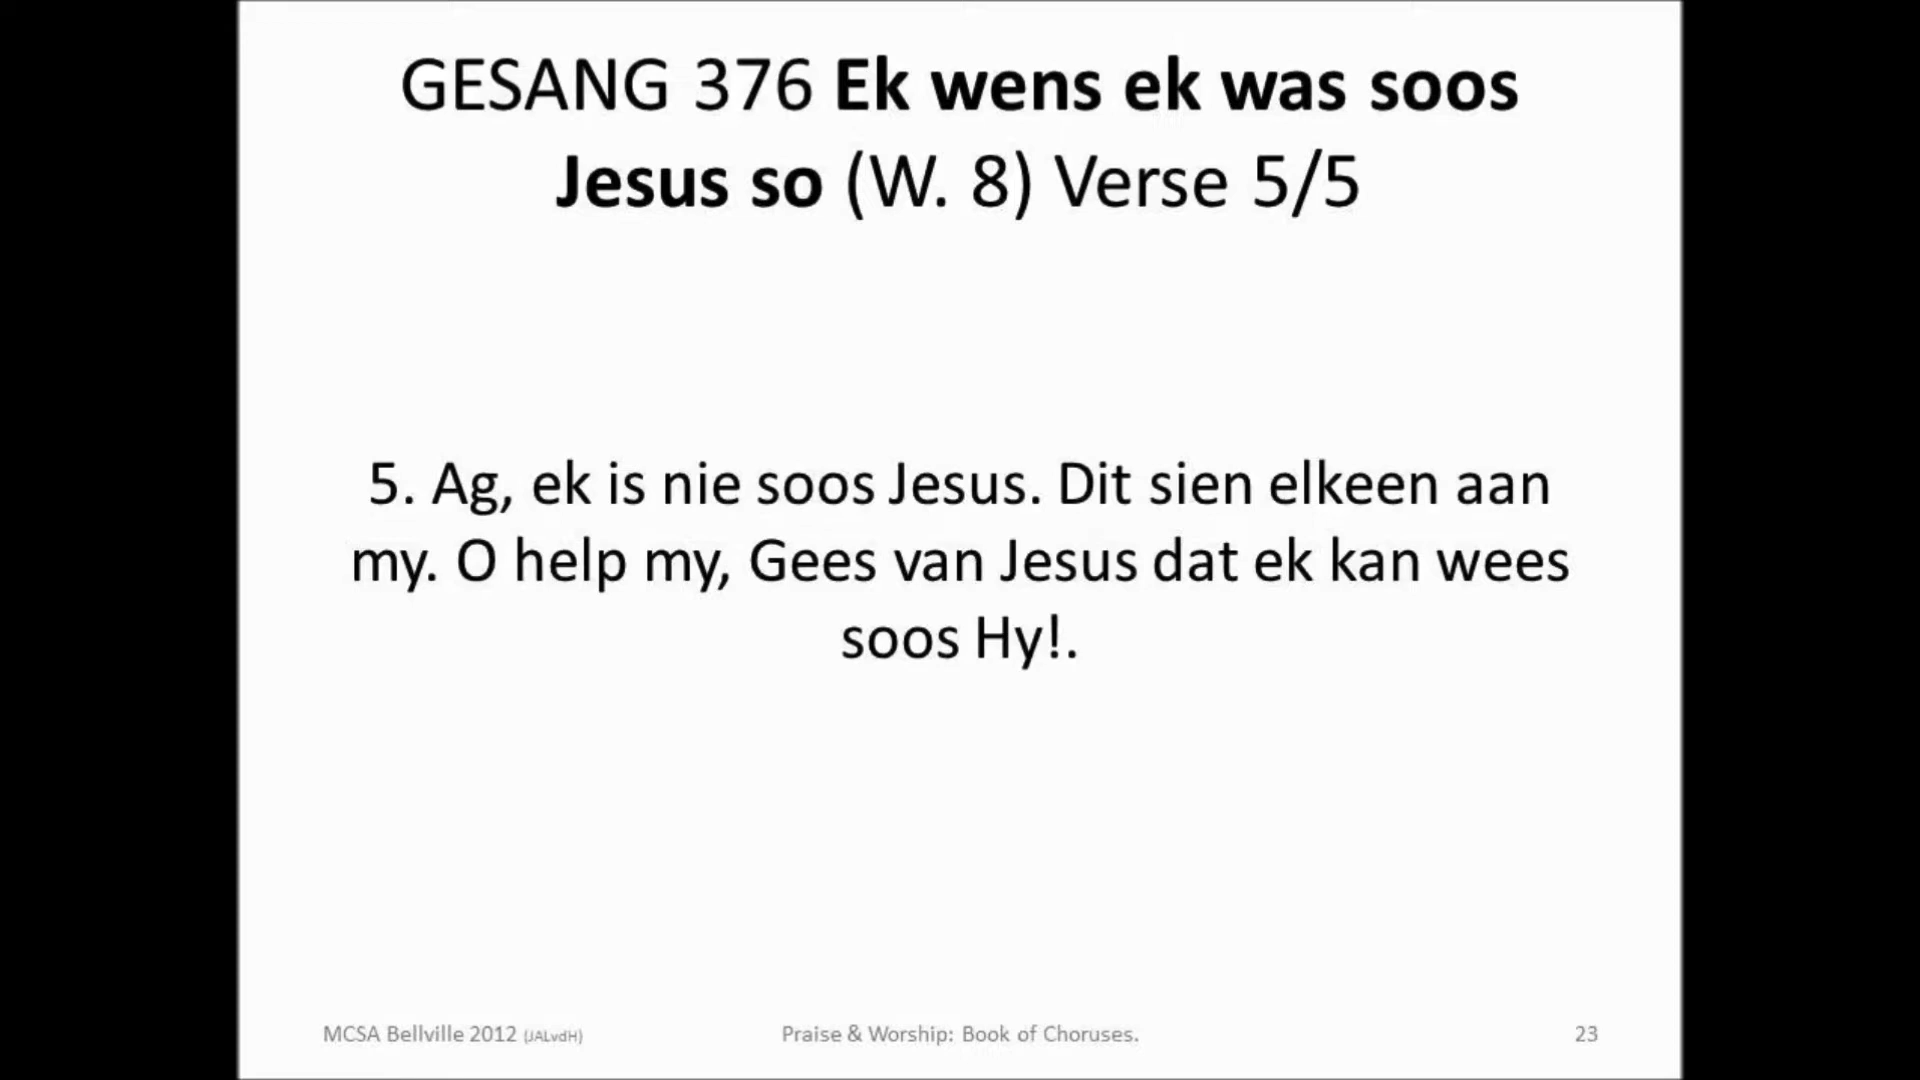 GESANG 376 Ek wens ek was soos
Jesus so (W. 8) Verse 5/5
5. Ag, ek is nie soos Jesus. Dit sien elkeen aan
my. O help my, Gees van Jesus dat ek kan wees
soos Hy!.
MCSA Bellville 2012 (JALvdH)
Praise & Worship: Book of Choruses.
23